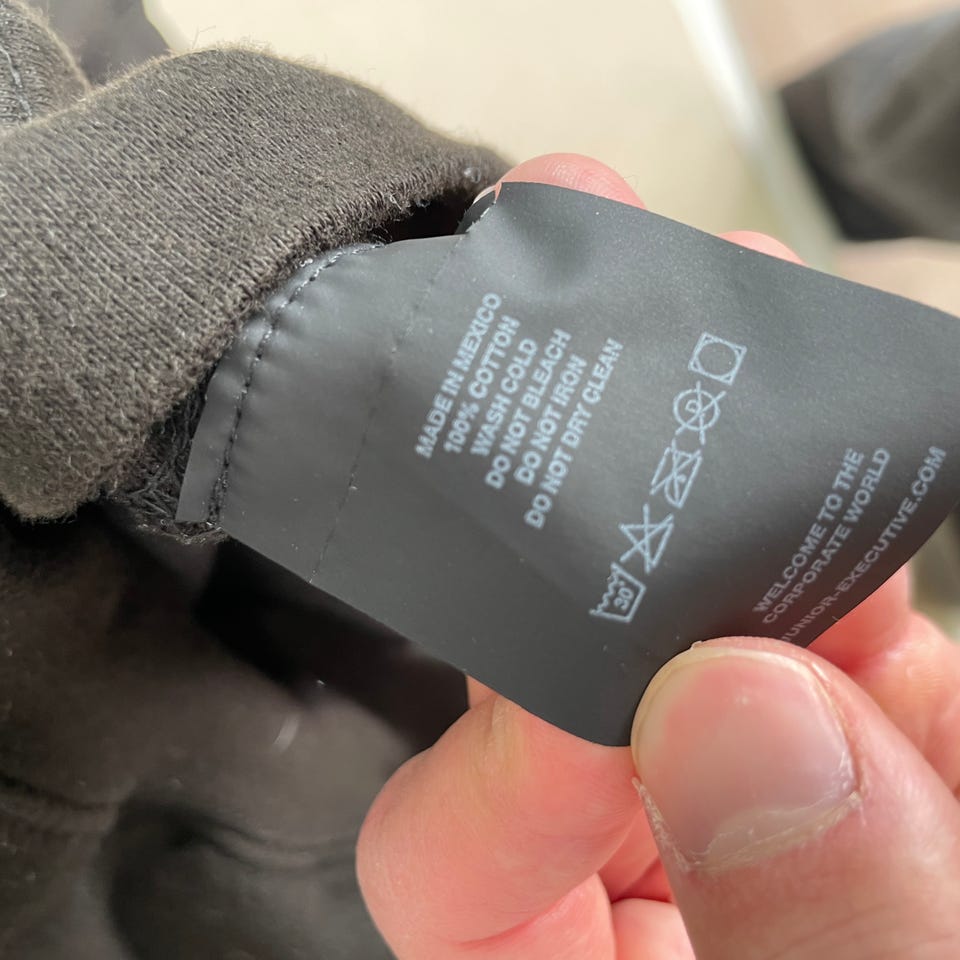 MADE IN MEXICO
100% COTTON
WASH COLD
DO NOT BLEACH
DO NOT IRON
DO NOT DRY CLEAN
30°
P
WELCOME TO THE
CORPORATE WORLD
JUNIOR-EXECUTIVE.COM